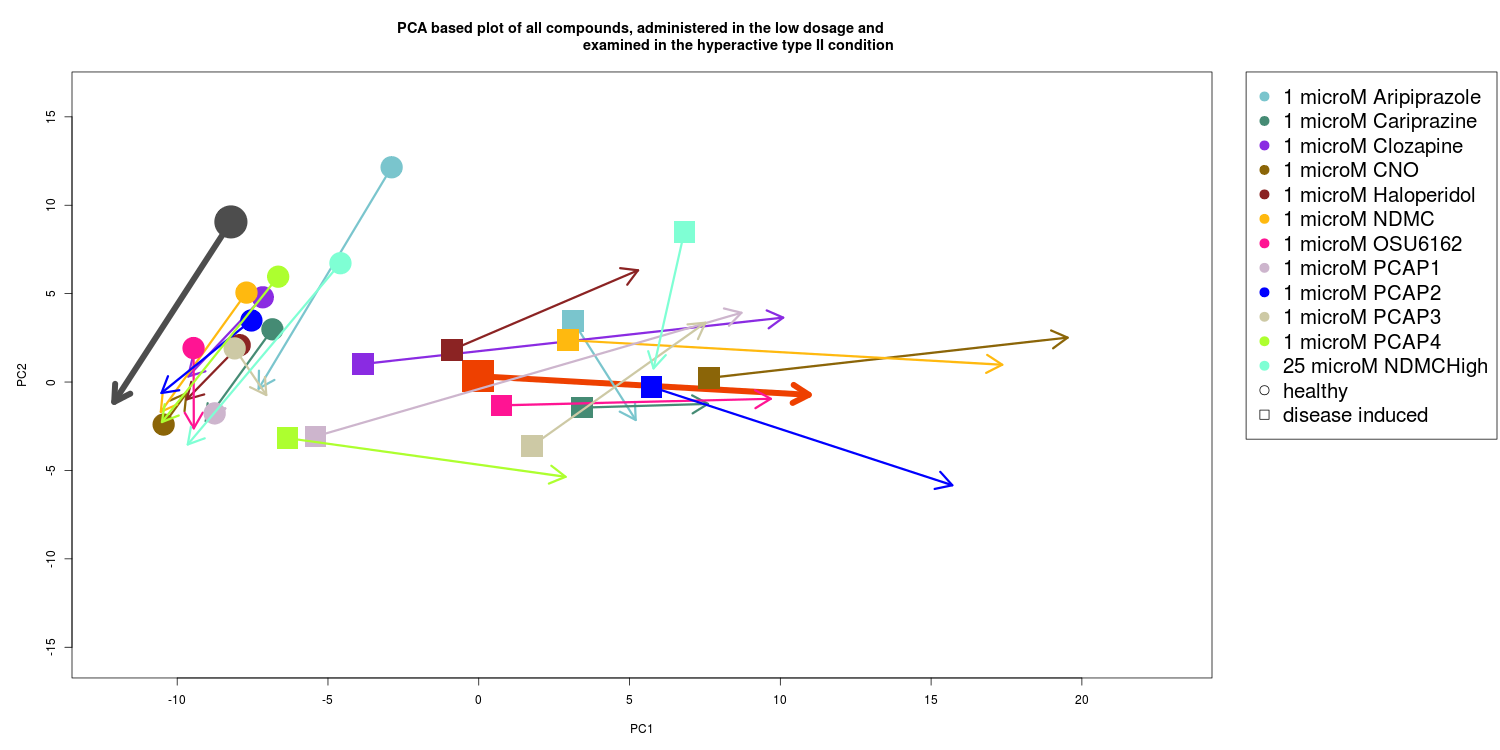 PCA based plot of all compounds, administered in the low dosage and
examined in the hyperactive type II condition
15
10
5
0
-5
-10
-15
PC2
-10
-5
0
5
10
15
20
PC1
1 microM Aripiprazole
1 microM Cariprazine
1 microM Clozapine
1 microM CNO
1 microM Haloperidol
1 microM NDMC
1 microM OSU6162
1 microM PCAP1
1 microM PCAP2
1 microM PCAP3
1 microM PCAP4
25 microM NDMCHigh
healthy
disease induced